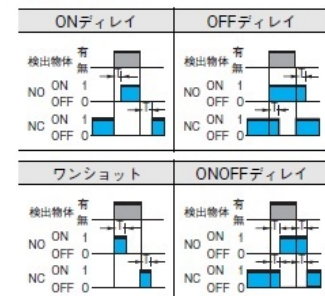 ONディレイ
検出物体 有
無
T
NO ON 1
OFF 0
T
NC ON 1
OFF 0
OFFディレイ
検出物体 有
無
T
NO ON 1
OFF 0
T
NC ON 1
OFF 0
ワンショット
検出物体 有
無
T
NO ON 1
OFF 0
T
NC ON 1
OFF 0
ONOFFディレイ
検出物体 有
無
T T
NO ON 1
OFF 0
T T
NC ON 1
OFF 0